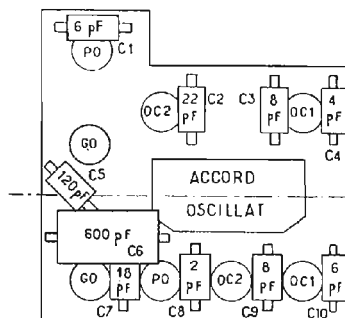 6 pF
PO
C1
OC2
22 pF
C2
C3
8 pF
OC1
4 pF
C4
GO
C5
120pF
ACCORD
OSCILLAT
600 pF
C6
GO
18 pF
C7
PO
2 pF
C8
OC2
8 pF
C9
OC1
6 pF
C10